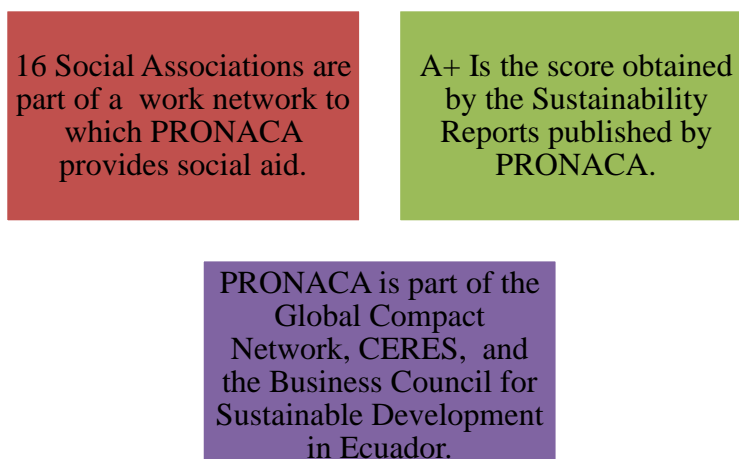 16 Social Associations are
part of a work network to
which PRONACA
provides social aid.
A+ Is the score obtained
by the Sustainability
Reports published by
PRONACA.
PRONACA is part of the
Global Compact
Network, CERES, and
the Business Council for
Sustainable Development
in Ecuador.